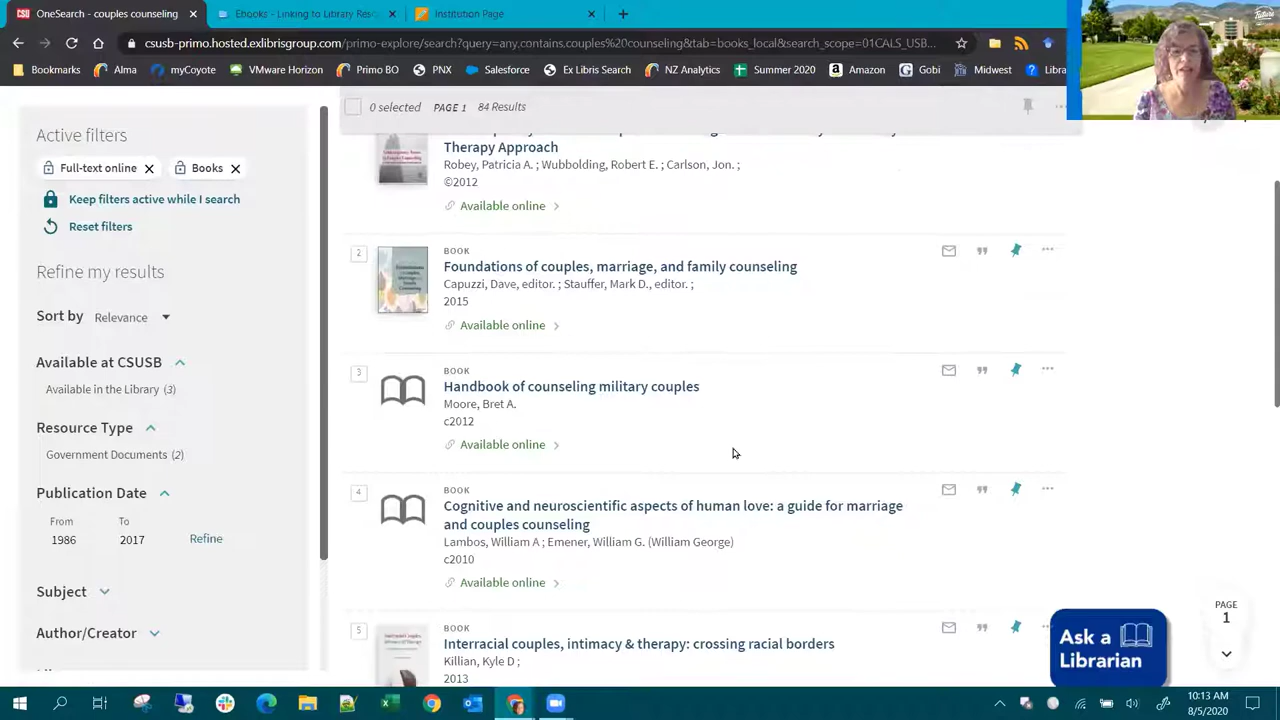 OneSearch - couples counseling
Ebooks - Linking to Library Res
Institution Page
csusb-primo.hosted.exlibrisgroup.com/primo-explore/search?query=any,contains,couples%20counseling&tab=books_local&search_scope=01CALS_USB...
Bookmarks
Alma
myCoyote
VMware Horizon
Primo BO
PNX
Salesforce
Ex Libris Search
NZ Analytics
Summer 2020
Amazon
Gobi
Midwest
Libra
0 selected PAGE 1 84 Results
Active filters
Full-text online
Books
Keep filters active while I search
Reset filters
Refine my results
Sort by Relevance
Available at CSUSB
Available in the Library (3)
Resource Type
Government Documents (2)
Publication Date
From To
1986 2017 Refine
Subject
Author/Creator
Therapy Approach
Robey, Patricia A. ; Wubbolding, Robert E. ; Carlson, Jon. ;
©2012
Available online
2
BOOK
Foundations of couples, marriage, and family counseling
Capuzzi, Dave, editor. ; Stauffer, Mark D., editor. ;
2015
Available online
3
BOOK
Handbook of counseling military couples
Moore, Bret A.
c2012
Available online
4
BOOK
Cognitive and neuroscientific aspects of human love: a guide for marriage
and couples counseling
Lambos, William A ; Emener, William G. (William George)
c2010
Available online
5
BOOK
Interracial couples, intimacy & therapy: crossing racial borders
Killian, Kyle D ;
2013
PAGE
1
Ask a
Librarian
10:13 AM
8/5/2020